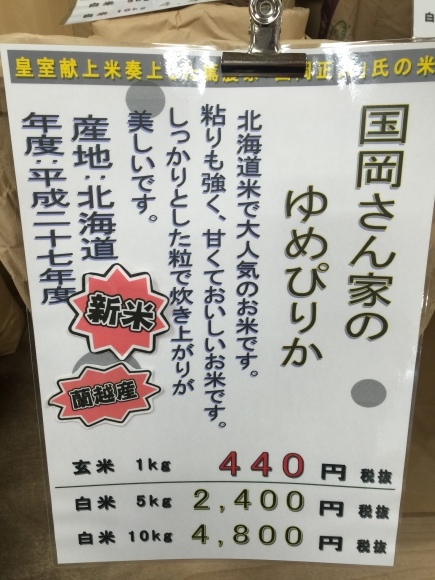 皇室献上米奏上
氏の米
国岡さん家の
ゆめぴりか
北海道米で大人気のお米です。
粘りも強く、甘くておいしいお米です。
しっかりとした粒で炊き上がりが
美しいです。
産地：北海道
年度：平成二十七年度
新米
蘭越産
玄米 1kg 440円 税抜
白米 5kg 2,400円 税抜
白米 10kg 4,800円 税抜